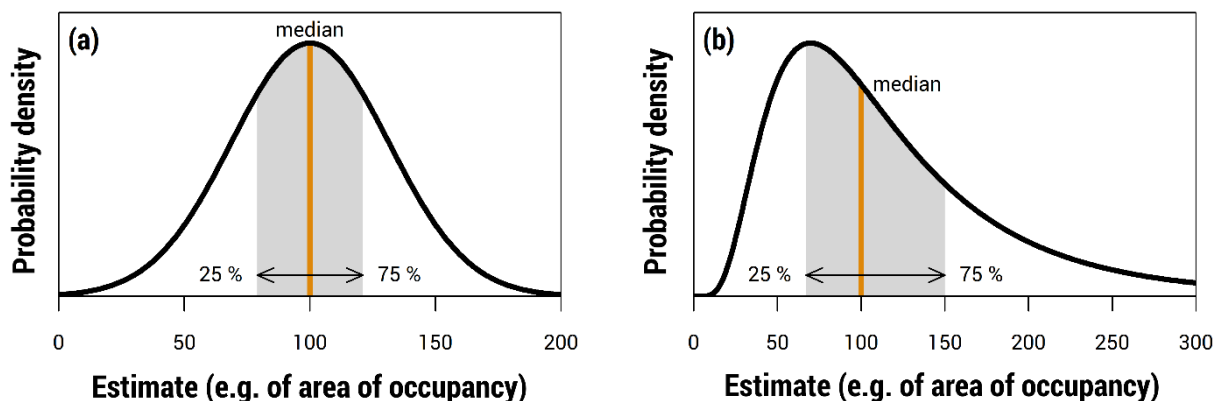 (a)
median
Probability density
25 %
75 %
0
50
100
150
200
Estimate (e.g. of area of occupancy)
(b)
median
Probability density
25 %
75 %
0
50
100
150
200
250
300
Estimate (e.g. of area of occupancy)